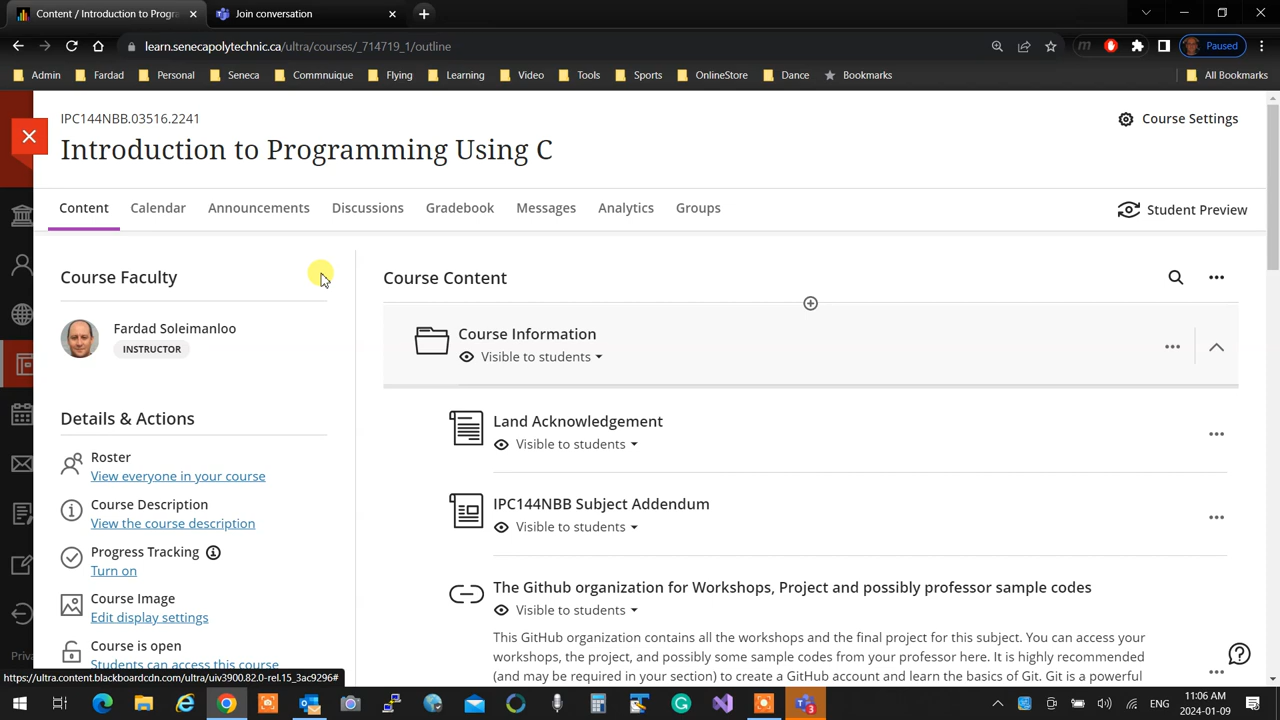 Content / Introduction to Progra
Join conversation
learn.senecapolytechnic.ca/ultra/courses/_714719_1/outline
Paused
Admin
Fardad
Personal
Seneca
Commnuique
Flying
Learning
Video
Tools
Sports
OnlineStore
Dance
Bookmarks
All Bookmarks
IPC144NBB.03516.2241
Introduction to Programming Using C
Course Settings
Content
Calendar
Announcements
Discussions
Gradebook
Messages
Analytics
Groups
Student Preview
Course Faculty
Fardad Soleimanloo
INSTRUCTOR
Details & Actions
Roster
View everyone in your course
Course Description
View the course description
Progress Tracking
Turn on
Course Image
Edit display settings
Course is open
Students can access this course
Course Content
Course Information
Visible to students
Land Acknowledgement
Visible to students
IPC144NBB Subject Addendum
Visible to students
The Github organization for Workshops, Project and possibly professor sample codes
Visible to students
This GitHub organization contains all the workshops and the final project for this subject. You can access your
workshops, the project, and possibly some sample codes from your professor here. It is highly recommended
(and may be required in your section) to create a GitHub account and learn the basics of Git. Git is a powerful
Priva
https://ultra.content.blackboardcdn.com/ultra/uiv3900.82.0-rel.15_3ac9296#
3
ENG
11:06 AM
2024-01-09